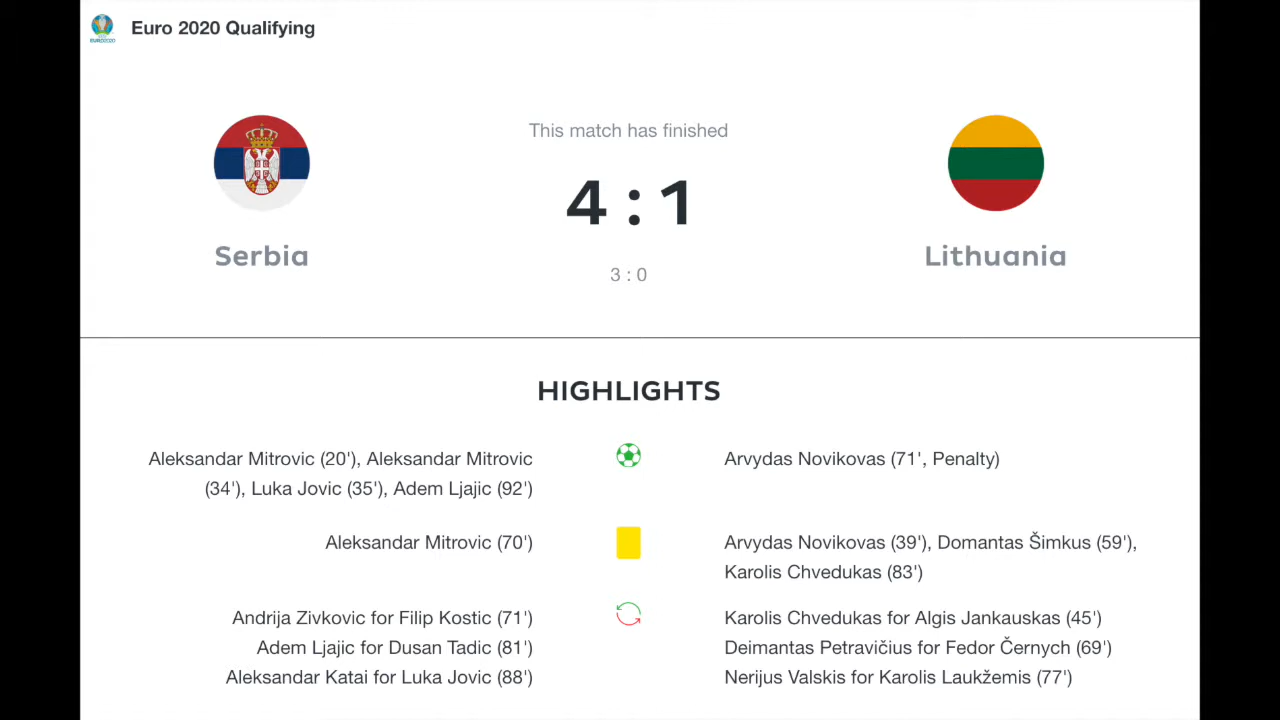 Euro 2020 Qualifying
EURO2020
This match has finished
4 : 1
3 : 0
Serbia
Lithuania
HIGHLIGHTS
Aleksandar Mitrovic (20'), Aleksandar Mitrovic
(34'), Luka Jovic (35'), Adem Ljajic (92')
Arvydas Novikovas (71', Penalty)
Aleksandar Mitrovic (70')
Arvydas Novikovas (39'), Domantas Šimkus (59'),
Karolis Chvedukas (83')
Andrija Zivkovic for Filip Kostic (71')
Adem Ljajic for Dusan Tadic (81')
Aleksandar Katai for Luka Jovic (88')
Karolis Chvedukas for Algis Jankauskas (45')
Deimantas Petravičius for Fedor Černych (69')
Nerijus Valskis for Karolis Laukžemis (77')